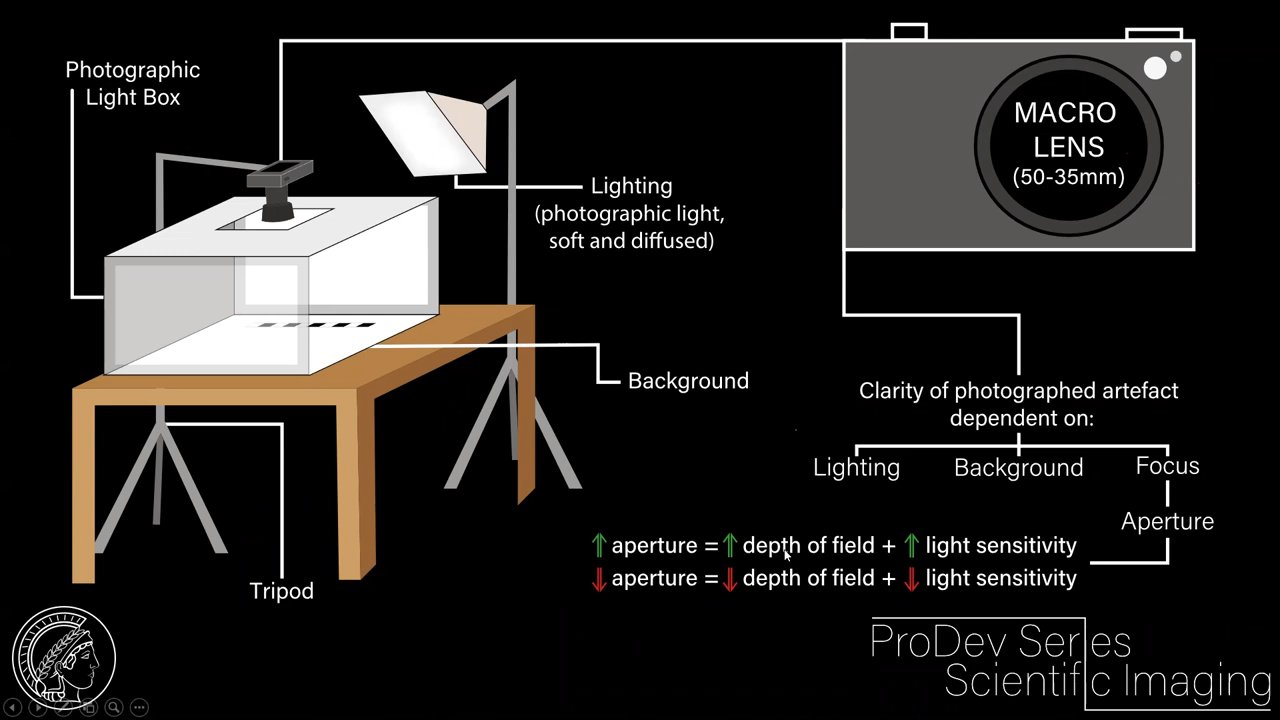 Photographic
Light Box
MACRO
LENS
(50-35mm)
Lighting
(photographic light,
soft and diffused)
Background
Clarity of photographed artefact
dependent on:
Lighting
Background
Focus
Aperture
⇑ aperture = ⇑ depth of field + ⇑ light sensitivity
⇓ aperture = ⇓ depth of field + ⇓ light sensitivity
Tripod
ProDev Series
Scientific Imaging